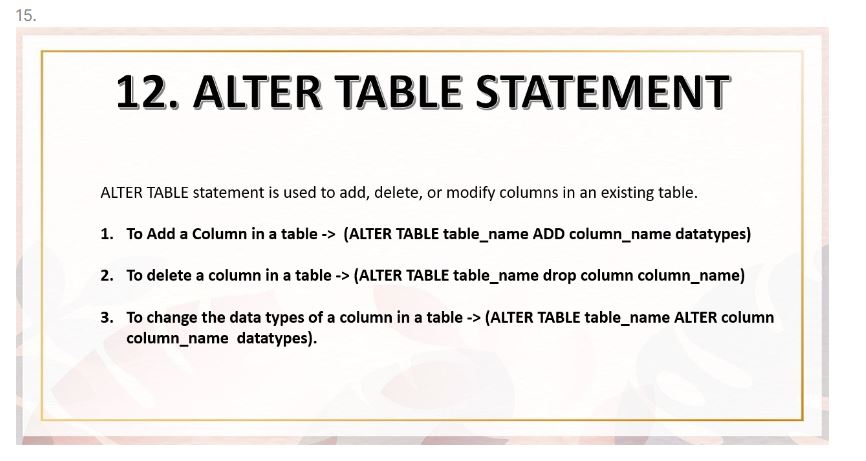 15.
12. ALTER TABLE STATEMENT
ALTER TABLE statement is used to add, delete, or modify columns in an existing table.
1. To Add a Column in a table -> (ALTER TABLE table_name ADD column_name datatypes)
2. To delete a column in a table -> (ALTER TABLE table_name drop column column_name)
3. To change the data types of a column in a table -> (ALTER TABLE table_name ALTER column
column_name datatypes).